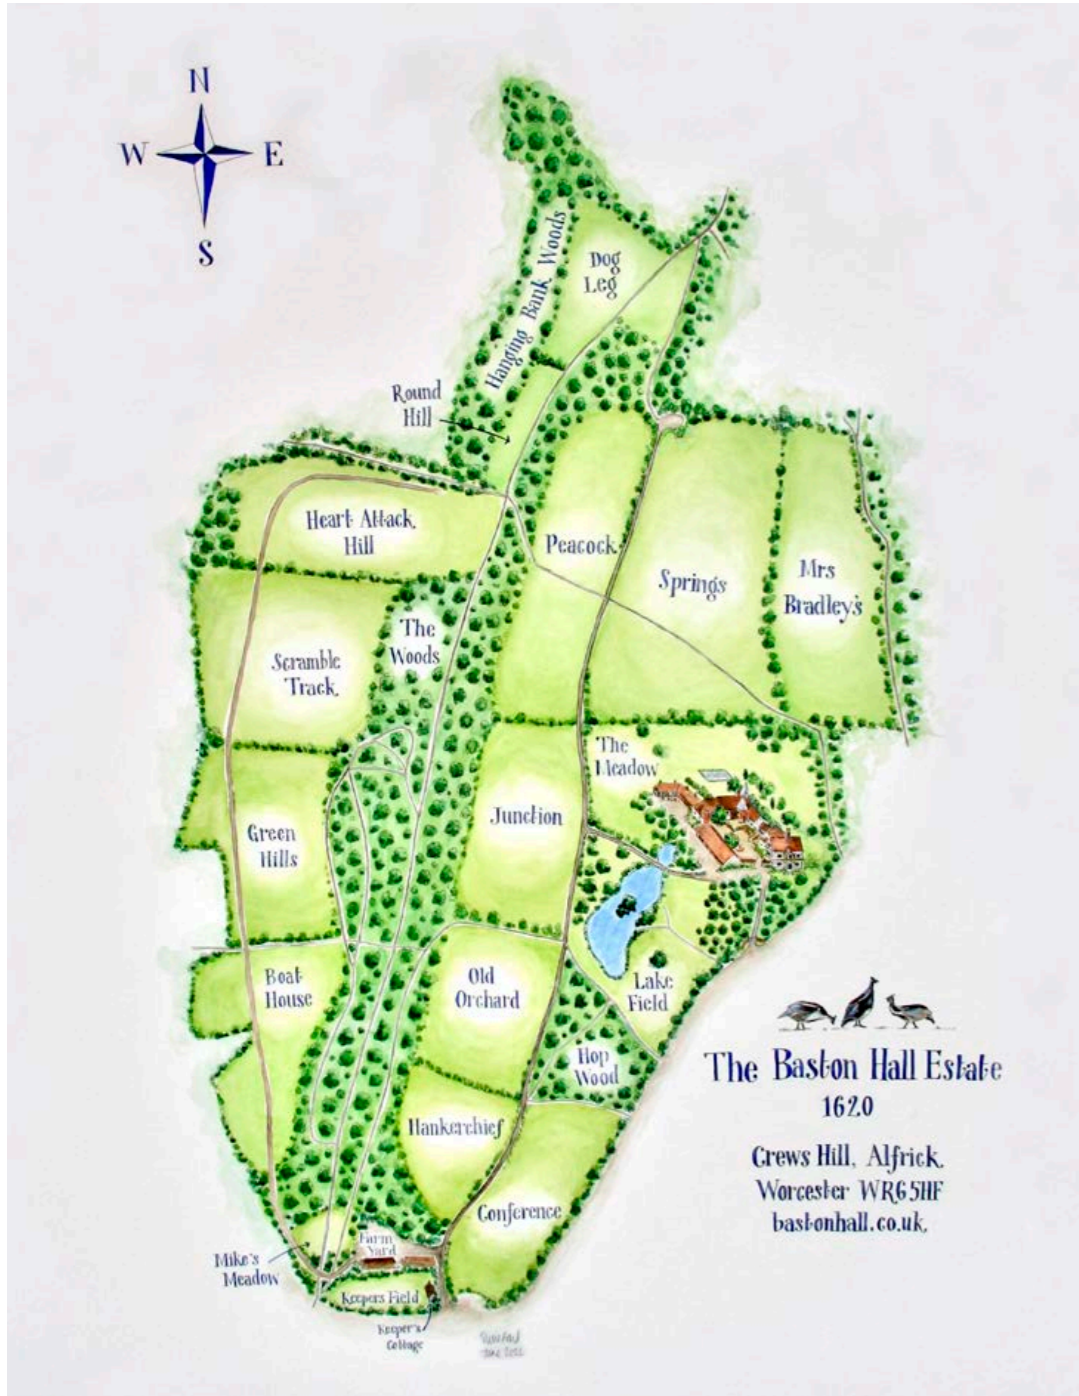 N
W E
S
Dog
Leg
Hanging Bank Woods
Round
Hill
Heart Attack
Hill
Peacock
Springs
Mrs
Bradley's
The
Woods
Scramble
Track
The
Meadow
Junction
Green
Hills
Boat
House
Old
Orchard
Lake
Field
Hop
Wood
Hankerchief
Conference
Mike's
Meadow
Farm
Yard
Keepers Field
Keeper's
Cottage
The Baston Hall Estate
1620
Crews Hill, Alfrick
Worcester WR6 5HF
bastonhall.co.uk